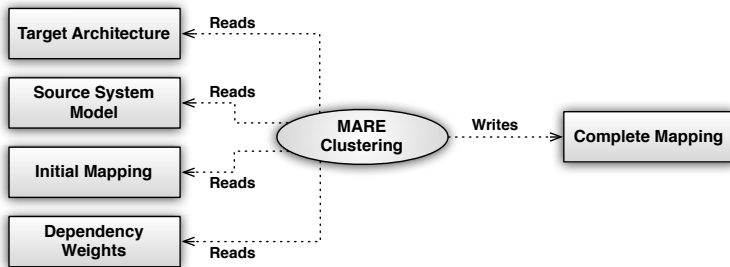 Target Architecture
Reads
Source System
Model
Reads
MARE
Clustering
Writes
Complete Mapping
Initial Mapping
Reads
Dependency
Weights
Reads